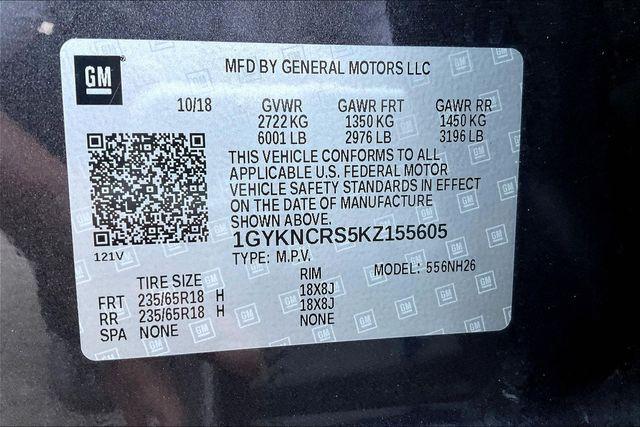 GM
MFD BY GENERAL MOTORS LLC
10/18 GVWR GAWR FRT GAWR RR
2722 KG 1350 KG 1450 KG
6001 LB 2976 LB 3196 LB
THIS VEHICLE CONFORMS TO ALL
APPLICABLE U.S. FEDERAL MOTOR
VEHICLE SAFETY STANDARDS IN EFFECT
ON THE DATE OF MANUFACTURE
SHOWN ABOVE.
1GYKNCRS5KZ155605
121V
TYPE: M.P.V. MODEL: 556NH26
TIRE SIZE RIM
FRT 235/65R18 H 18X8J
RR 235/65R18 H 18X8J
SPA NONE NONE